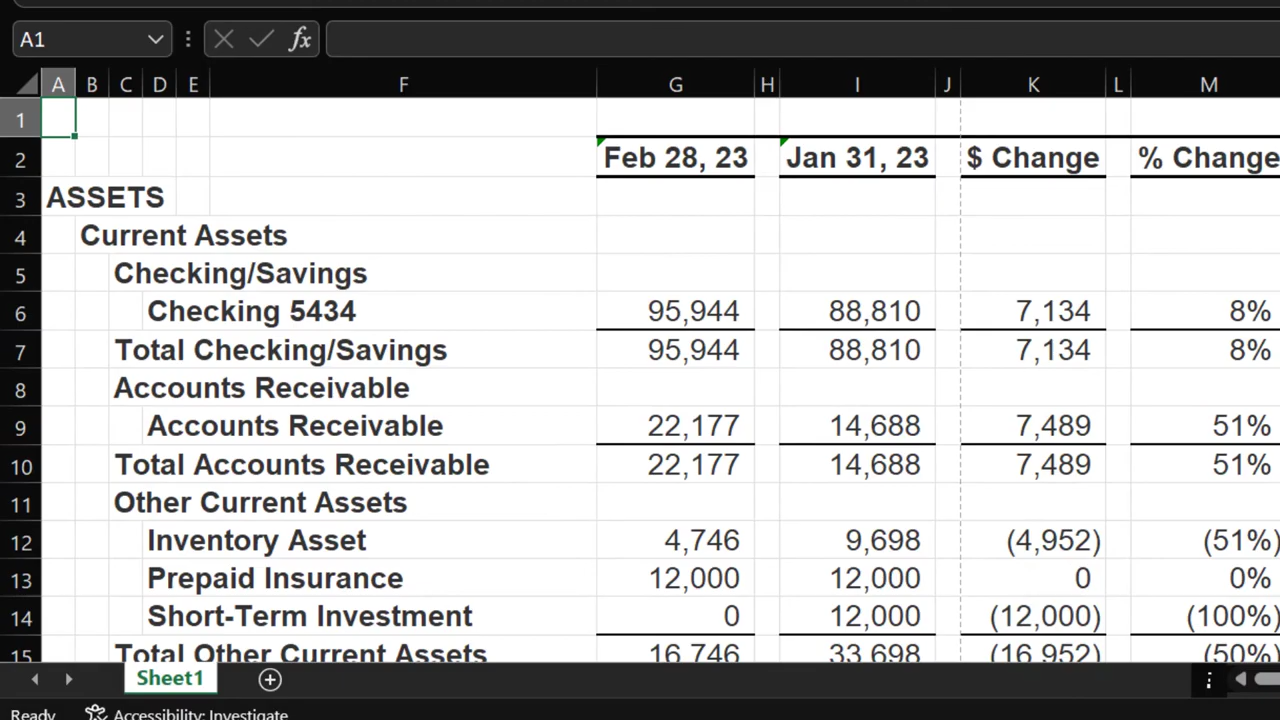 A1 fx
A B C D E F G H I J K L M
1
2 Feb 28, 23 Jan 31, 23 $ Change % Change
3 ASSETS
4 Current Assets
5 Checking/Savings
6 Checking 5434 95,944 88,810 7,134 8%
7 Total Checking/Savings 95,944 88,810 7,134 8%
8 Accounts Receivable
9 Accounts Receivable 22,177 14,688 7,489 51%
10 Total Accounts Receivable 22,177 14,688 7,489 51%
11 Other Current Assets
12 Inventory Asset 4,746 9,698 (4,952) (51%)
13 Prepaid Insurance 12,000 12,000 0 0%
14 Short-Term Investment 0 12,000 (12,000) (100%)
15 Total Other Current Assets 16,746 33,698 (16,952) (50%)
Sheet1
Ready Accessibility: Investigate